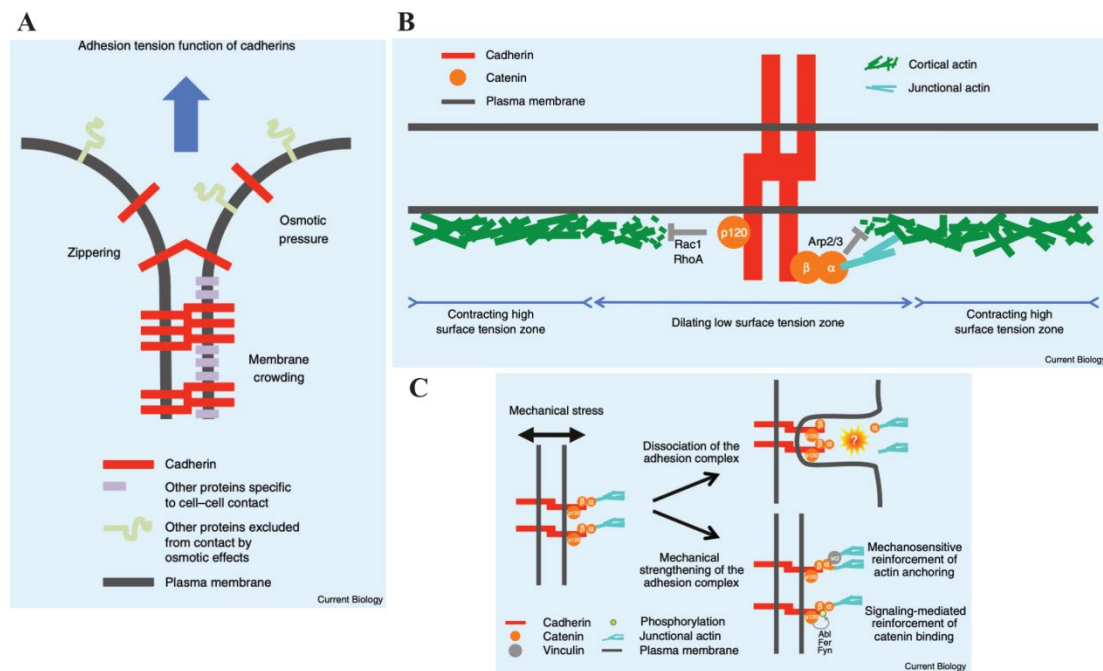 A
Adhesion tension function of cadherins
Zippering
Osmotic
pressure
Membrane
crowding
Cadherin
Other proteins specific
to cell–cell contact
Other proteins excluded
from contact by
osmotic effects
Plasma membrane
Current Biology
B
Cadherin
Catenin
Plasma membrane
Cortical actin
Junctional actin
p120
Rac1
RhoA
Arp2/3
β
α
Contracting high
surface tension zone
Dilating low surface tension zone
Contracting high
surface tension zone
Current Biology
C
Mechanical stress
β α
p120
β α
p120
Dissociation of the
adhesion complex
β
α
β α
?
Mechanical
strengthening of the
adhesion complex
β α
vcl
Mechanosensitive
reinforcement of
actin anchoring
β α
Abl
Fer
Fyn
Signaling-mediated
reinforcement of
catenin binding
Cadherin
Catenin
Vinculin
Phosphorylation
Junctional actin
Plasma membrane
Current Biology